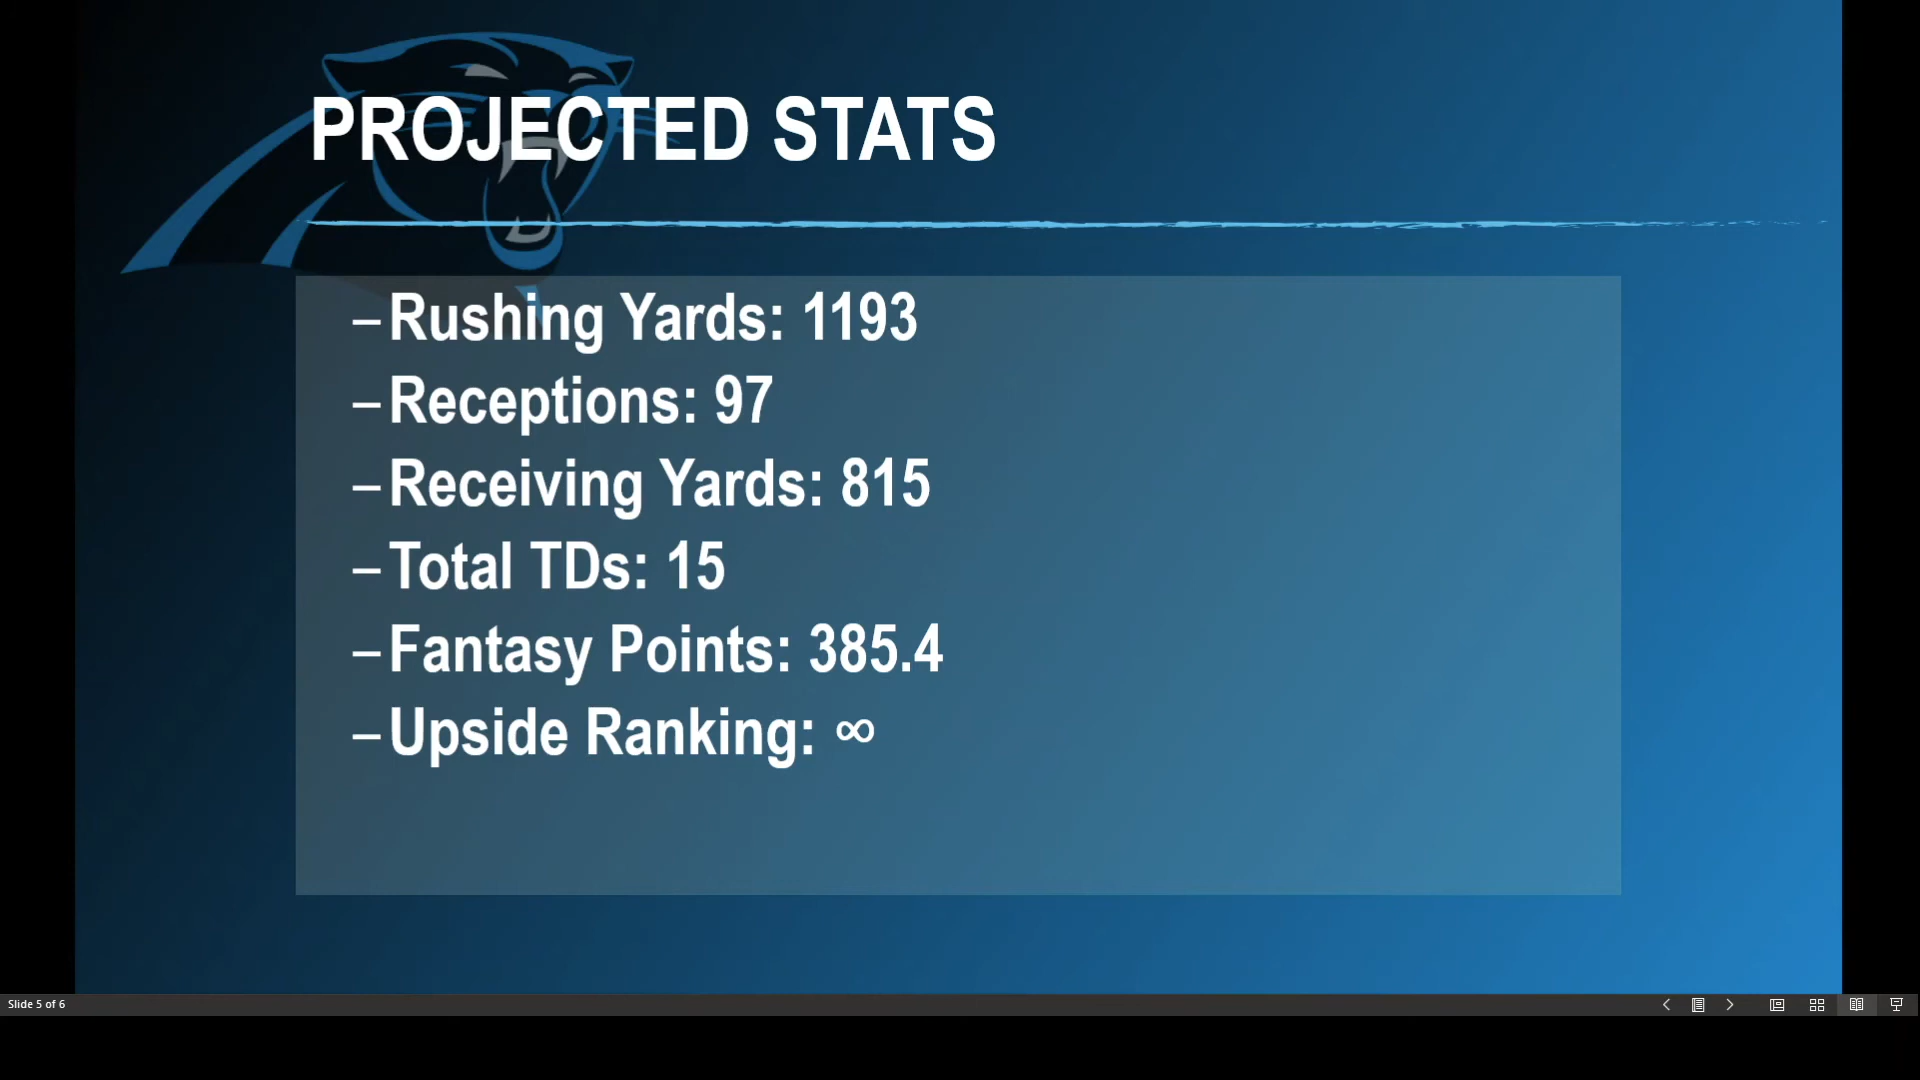 PROJECTED STATS
–Rushing Yards: 1193
–Receptions: 97
–Receiving Yards: 815
–Total TDs: 15
–Fantasy Points: 385.4
–Upside Ranking: ∞
Slide 5 of 6